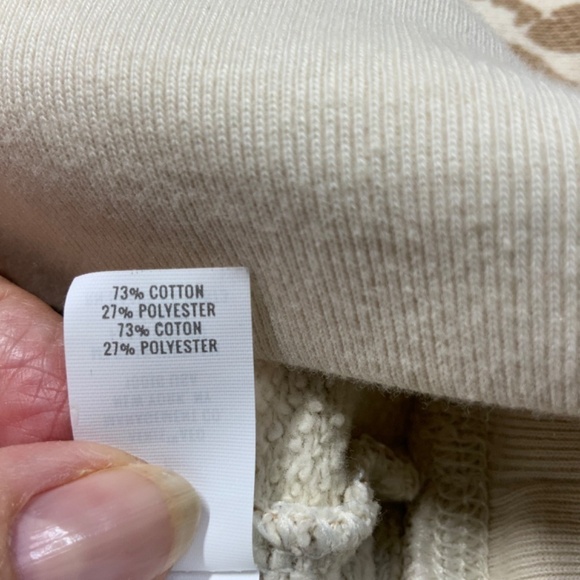 73% COTTON
27% POLYESTER
73% COTON
27% POLYESTER